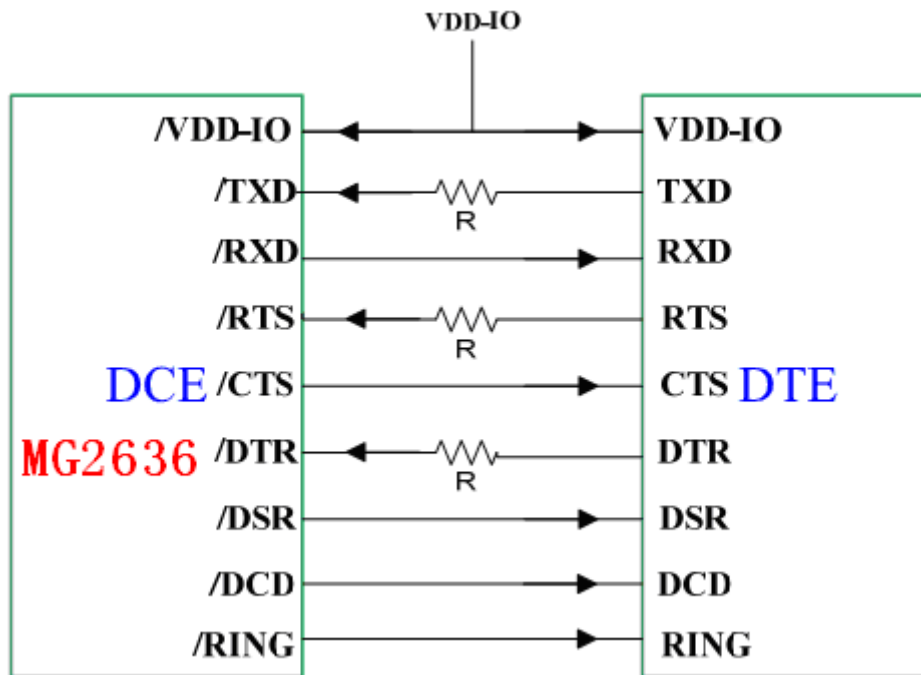 VDD-IO
/VDD-IO VDD-IO
/TXD R TXD
/RXD RXD
/RTS R RTS
DCE /CTS CTS DTE
MG2636 /DTR R DTR
/DSR DSR
/DCD DCD
/RING RING